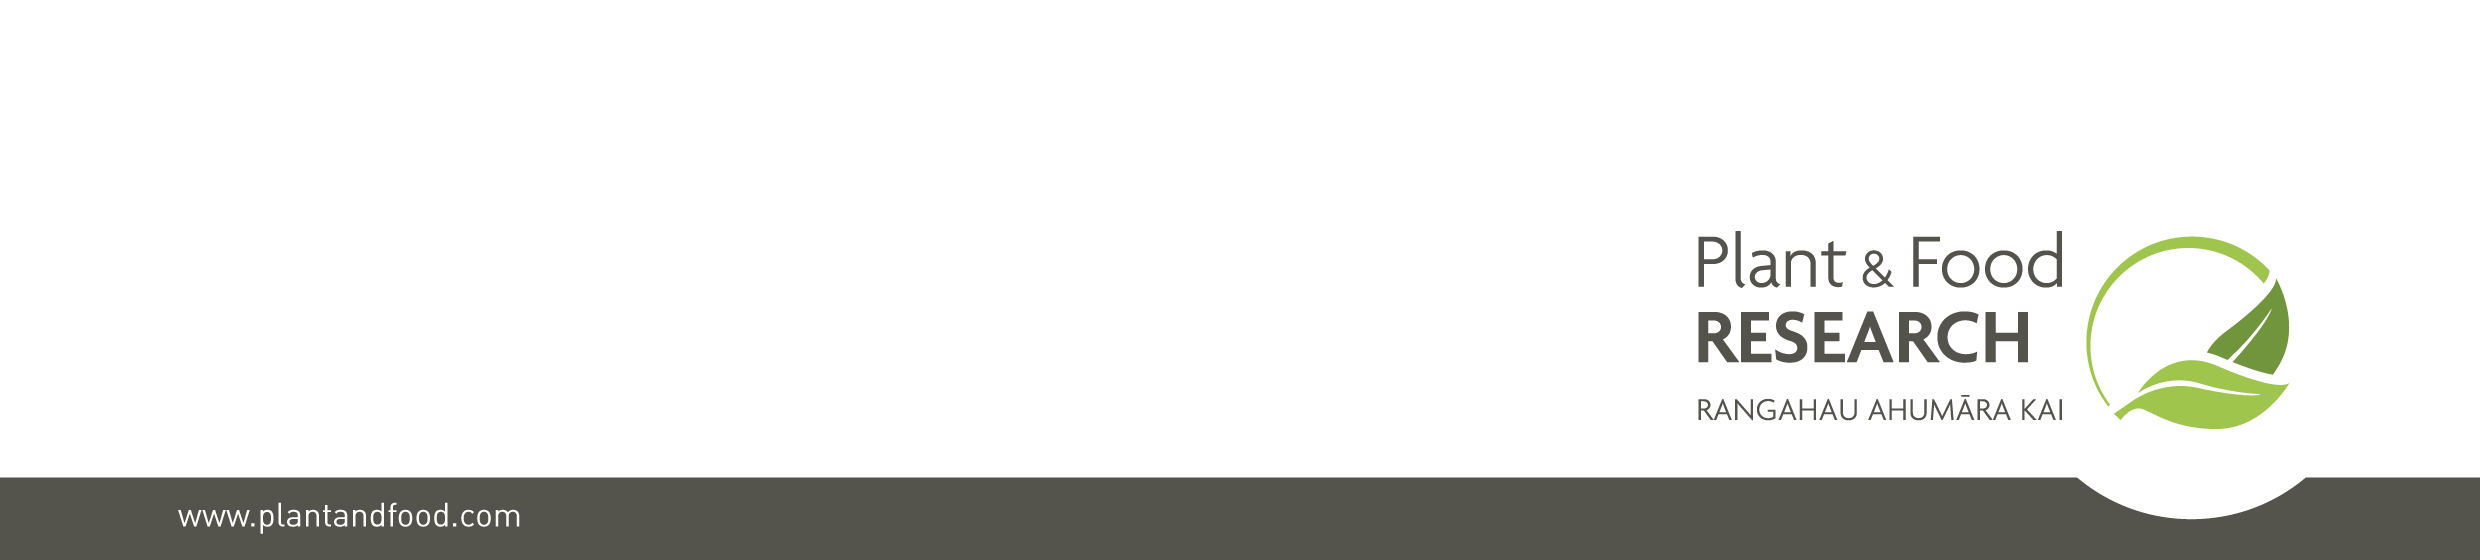 Plant & Food
RESEARCH
RANGAHAU AHUMĀRA KAI
www.plantandfood.com